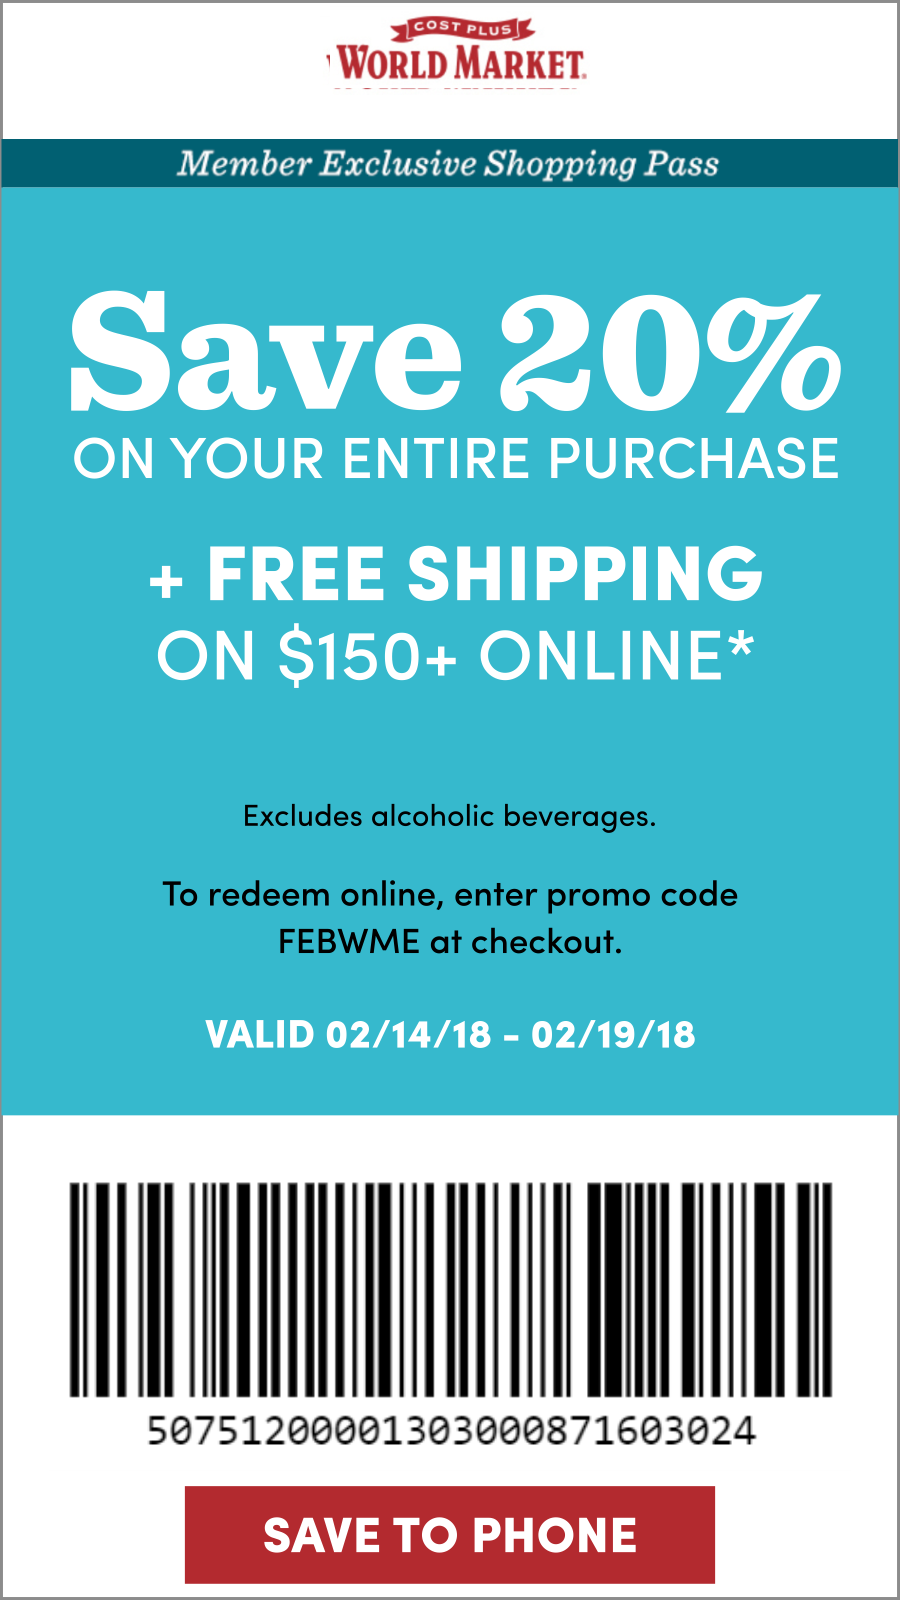 COST PLUS
WORLD MARKET.
Member Exclusive Shopping Pass
Save 20%
ON YOUR ENTIRE PURCHASE
+ FREE SHIPPING
ON $150+ ONLINE*
Excludes alcoholic beverages.
To redeem online, enter promo code
FEBWME at checkout.
VALID 02/14/18 - 02/19/18
50751200001303000871603024
SAVE TO PHONE